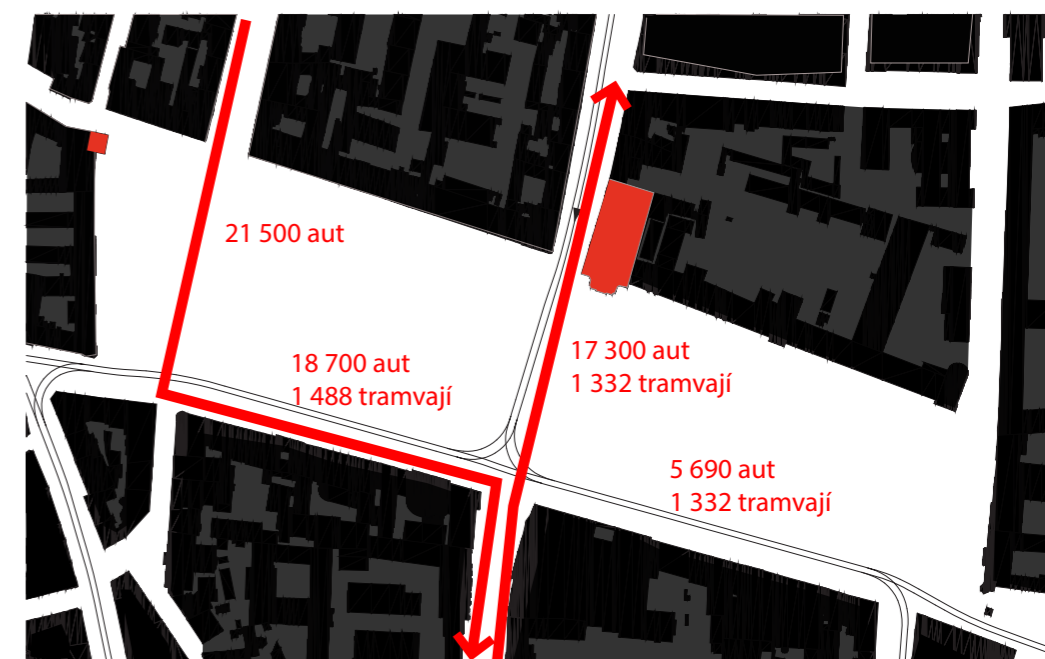 21 500 aut
18 700 aut
1 488 tramvají
17 300 aut
1 332 tramvají
5 690 aut
1 332 tramvají